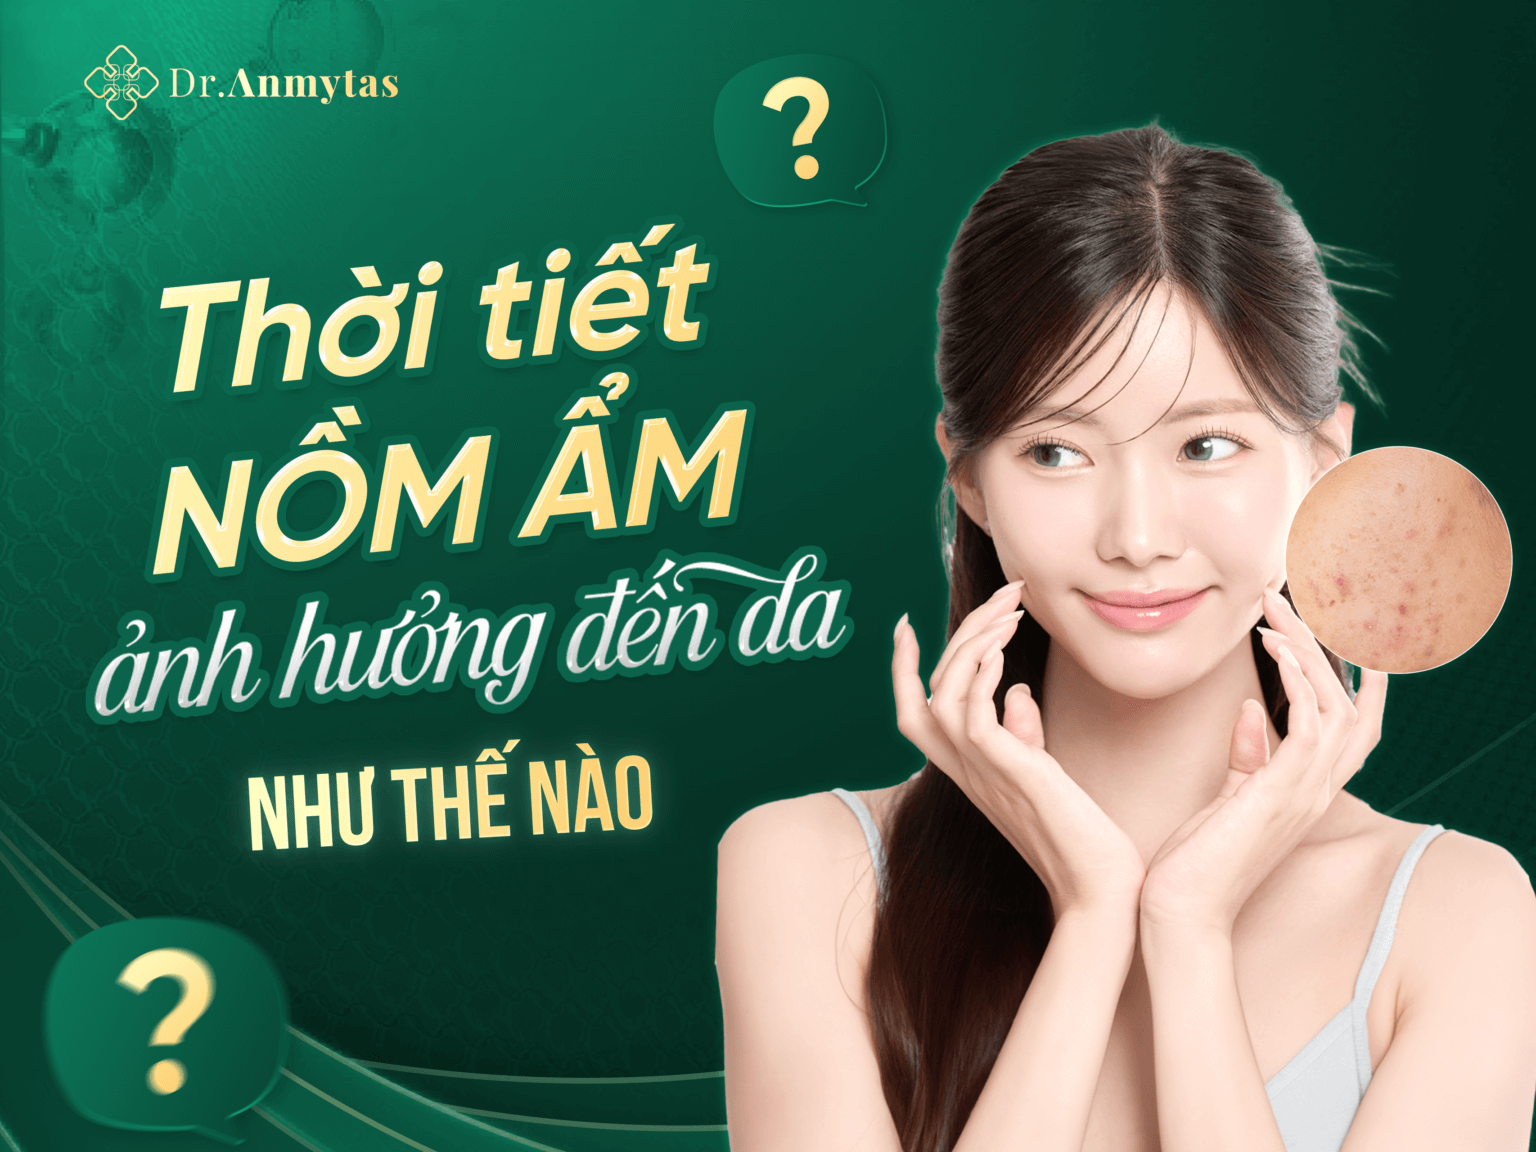 Dr.Anmytas
?
Thời tiết
NỒM ẨM
ảnh hưởng đến da
NHƯ THẾ NÀO
?